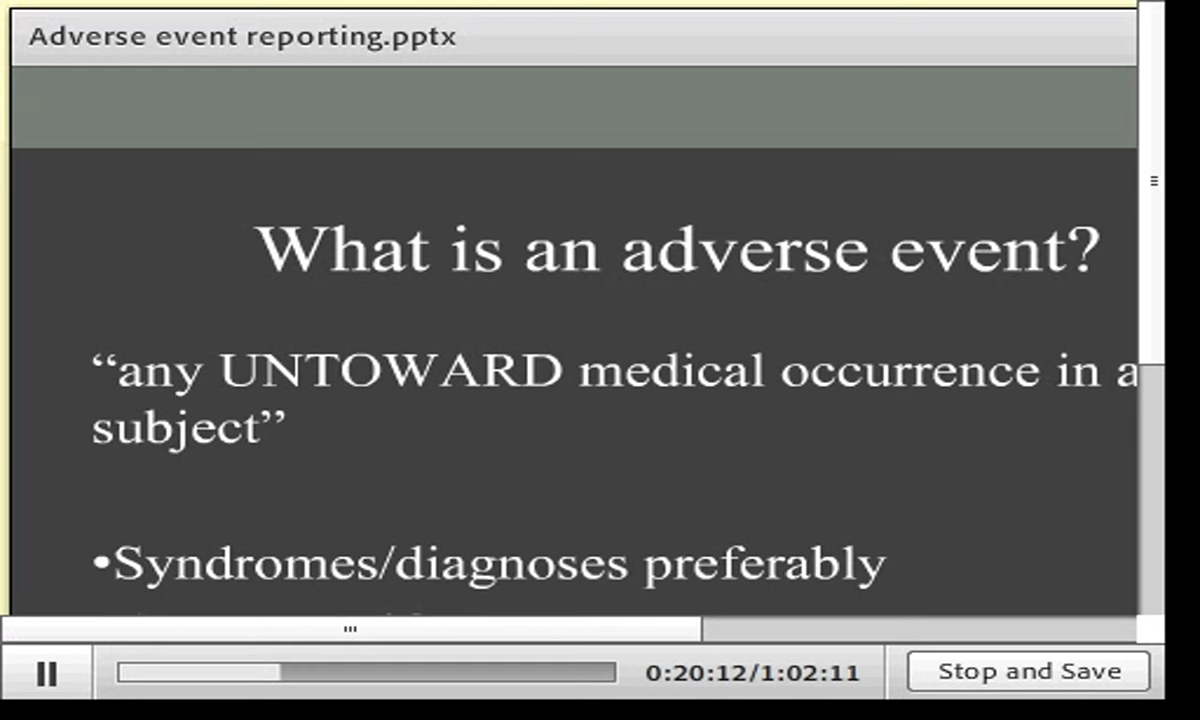 Adverse event reporting.pptx
What is an adverse event?
“any UNTOWARD medical occurrence in a
subject”
•Syndromes/diagnoses preferably
0:20:12/1:02:11
Stop and Save